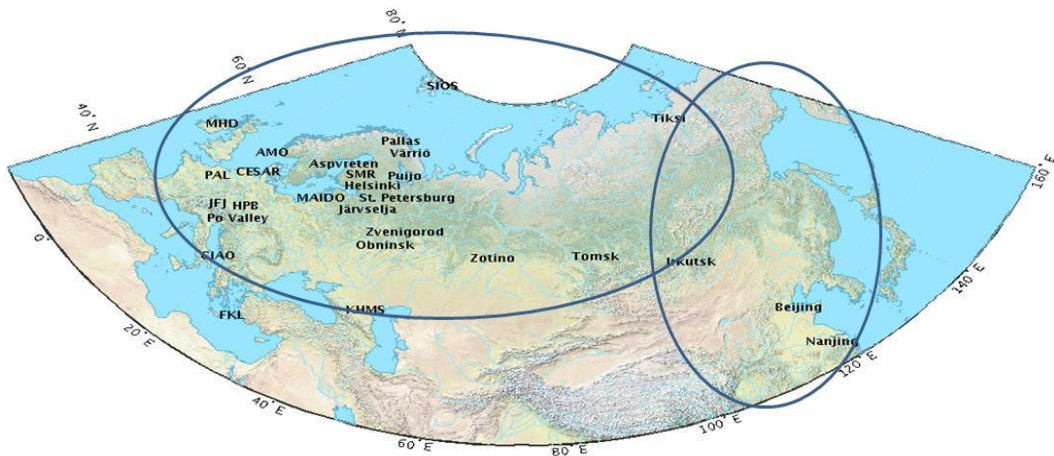 80° N
60° N
40° N
SIOS
MHD
Tiksi
AMO
Pallas
Värriö
Aspvreten
PAL
CESAR
SMR
Puijo
Helsinki
MAIDO
St. Petersburg
JFJ
HPB
Järvselja
Po Valley
Zvenigorod
Obninsk
CIAO
Zotino
Tomsk
Irkutsk
KHMS
FKL
Beijing
Nanjing
0°
20° E
40° E
60° E
80° E
100° E
120° E
140° E
160° E